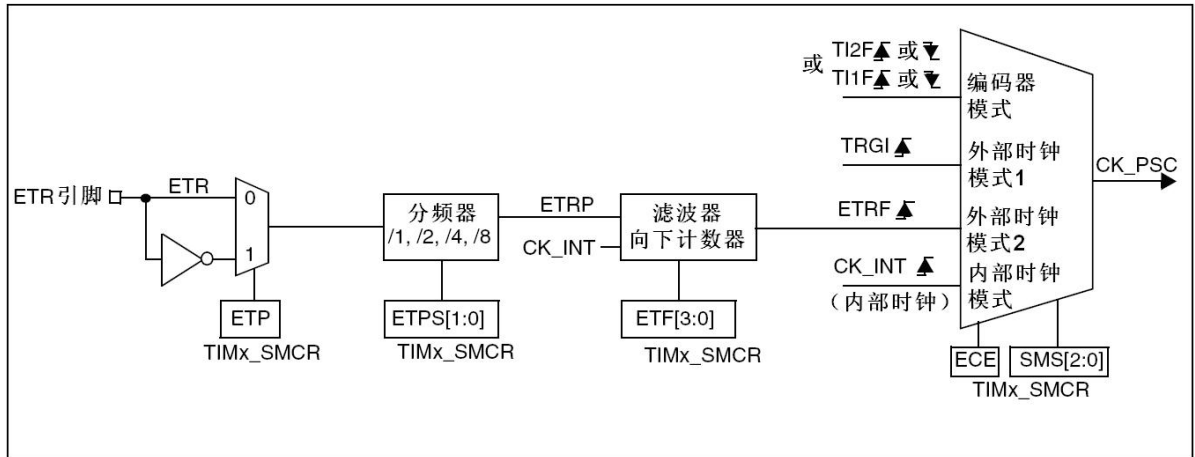 ETR引脚
ETR
0
1
ETP
TIMx_SMCR
分频器
/1, /2, /4, /8
ETPS[1:0]
TIMx_SMCR
ETRP
CK_INT
滤波器
向下计数器
ETF[3:0]
TIMx_SMCR
或 TI2F 或
TI1F 或
编码器
模式
TRGI
外部时钟
模式1
ETRF
外部时钟
模式2
CK_INT
(内部时钟)
内部时钟
模式
CK_PSC
ECE
SMS[2:0]
TIMx_SMCR